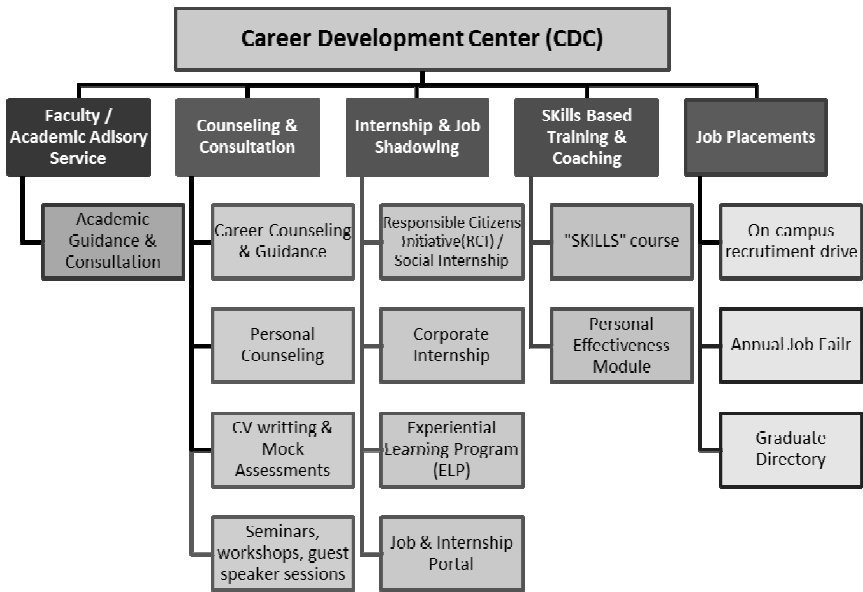 Career Development Center (CDC)
Faculty /
Academic Adisory
Service
Counseling &
Consultation
Internship & Job
Shadowing
SKills Based
Training &
Coaching
Job Placements
Academic
Guidance &
Consultation
Career Counseling
& Guidance
Personal
Counseling
CV writting &
Mock
Assessments
Seminars,
workshops, guest
speaker sessions
Responsible Citizens
Initiative(RCI) /
Social Internship
Corporate
Internship
Experiential
Learning Program
(ELP)
Job & Internship
Portal
"SKILLS" course
Personal
Effectiveness
Module
On campus
recrutiment drive
Annual Job Failr
Graduate
Directory